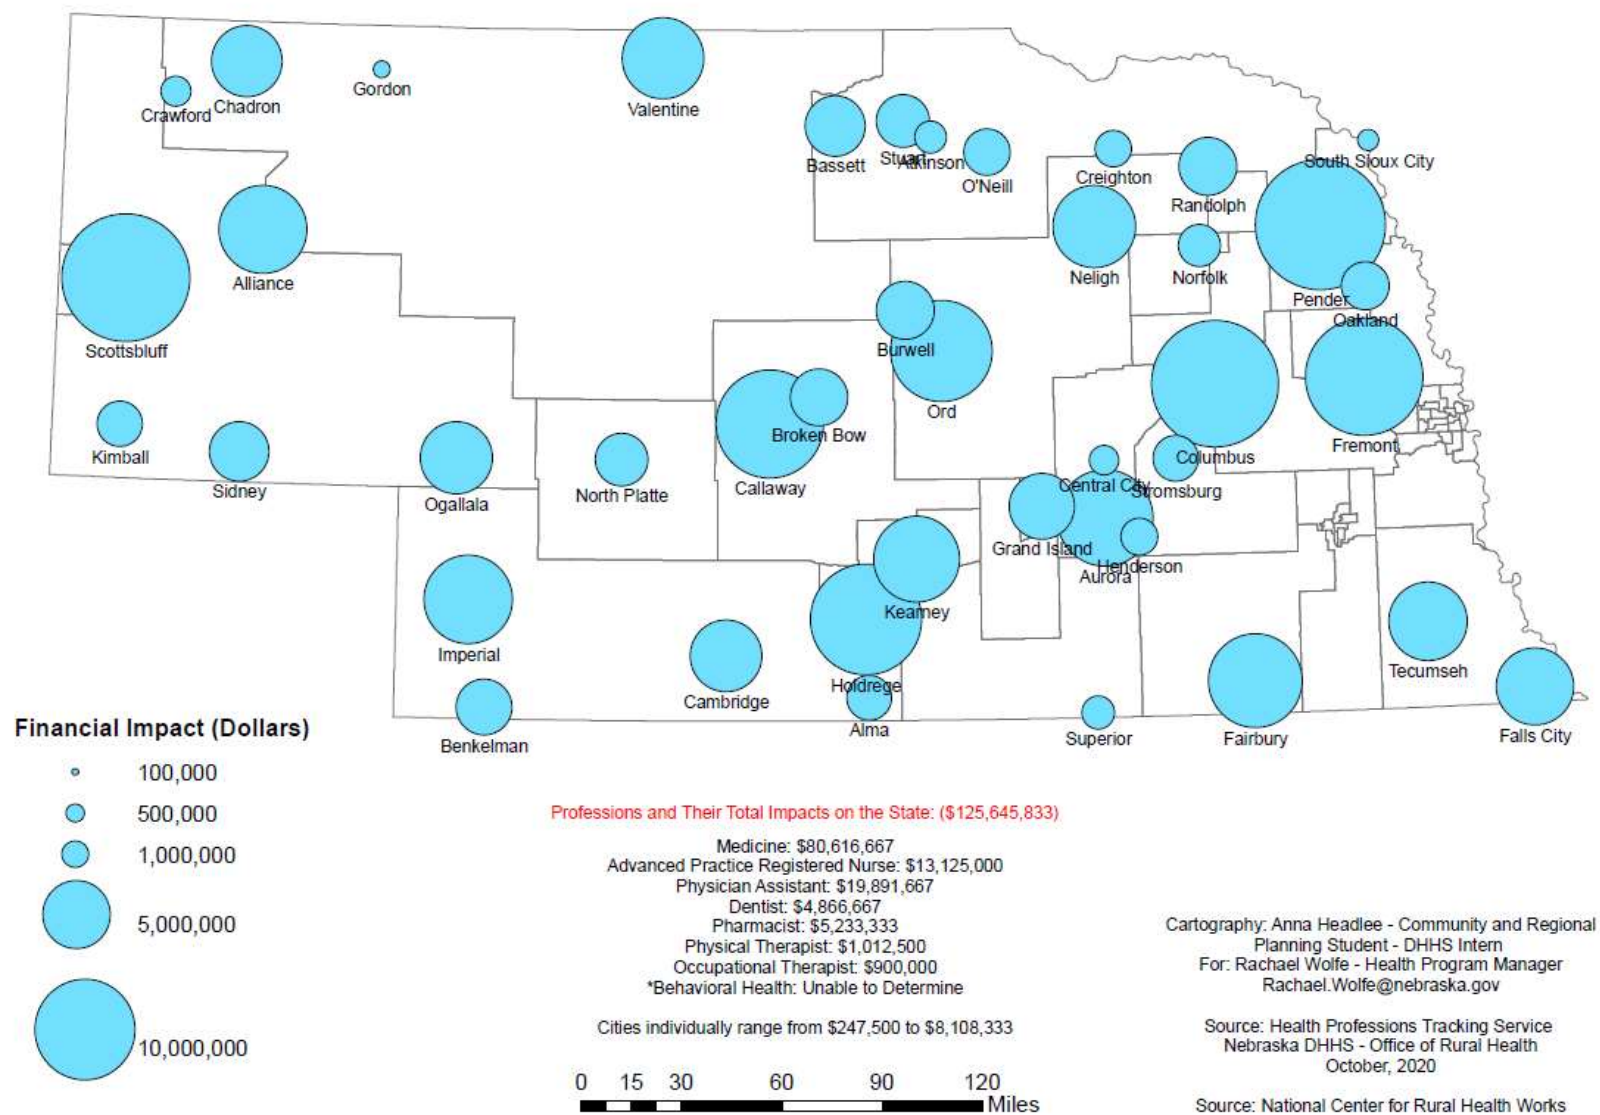 Gordon
Valentine
Crawford
Chadron
Bassett
Stuart
Atkinson
O'Neill
Creighton
South Sioux City
Randolph
Alliance
Neligh
Norfolk
Pender
Oakland
Scottsbluff
Burwell
Ord
Broken Bow
Fremont
Kimball
Sidney
Ogallala
North Platte
Callaway
Columbus
Central City
Stromsburg
Grand Island
Henderson
Aurora
Kearney
Imperial
Holdrege
Cambridge
Tecumseh
Alma
Benkelman
Superior
Fairbury
Falls City
Financial Impact (Dollars)
100,000
500,000
1,000,000
5,000,000
10,000,000
Professions and Their Total Impacts on the State: ($125,645,833)
Medicine: $80,616,667
Advanced Practice Registered Nurse: $13,125,000
Physician Assistant: $19,891,667
Dentist: $4,866,667
Pharmacist: $5,233,333
Physical Therapist: $1,012,500
Occupational Therapist: $900,000
*Behavioral Health: Unable to Determine
Cities individually range from $247,500 to $8,108,333
0 15 30 60 90 120
Miles
Cartography: Anna Headlee - Community and Regional
Planning Student - DHHS Intern
For: Rachael Wolfe - Health Program Manager
Rachael.Wolfe@nebraska.gov
Source: Health Professions Tracking Service
Nebraska DHHS - Office of Rural Health
October, 2020
Source: National Center for Rural Health Works